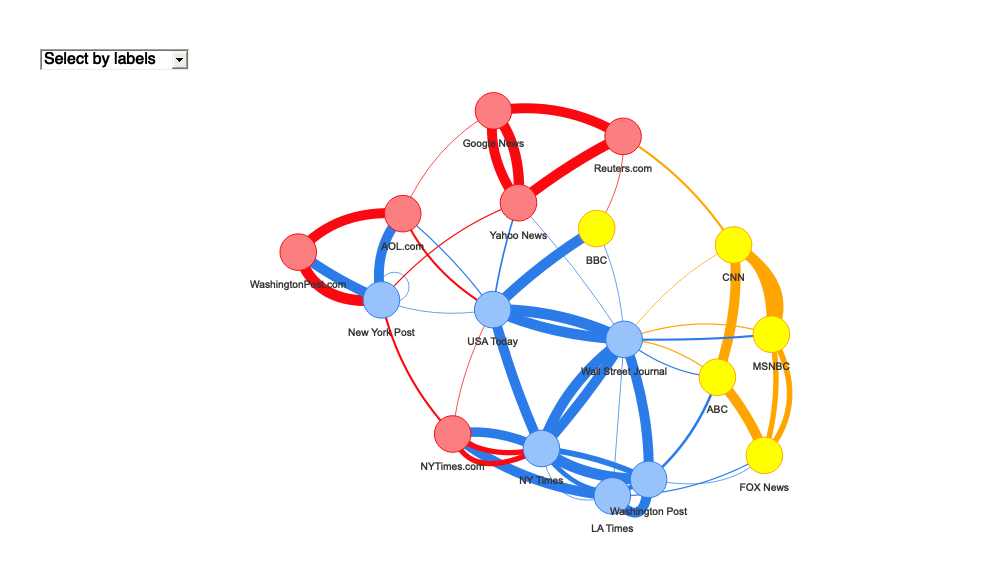 Select by labels
Google News
Reuters.com
Yahoo News
AOL.com
BBC
CNN
WashingtonPost.com
New York Post
USA Today
Wall Street Journal
MSNBC
ABC
NYTimes.com
NY Times
FOX News
Washington Post
LA Times